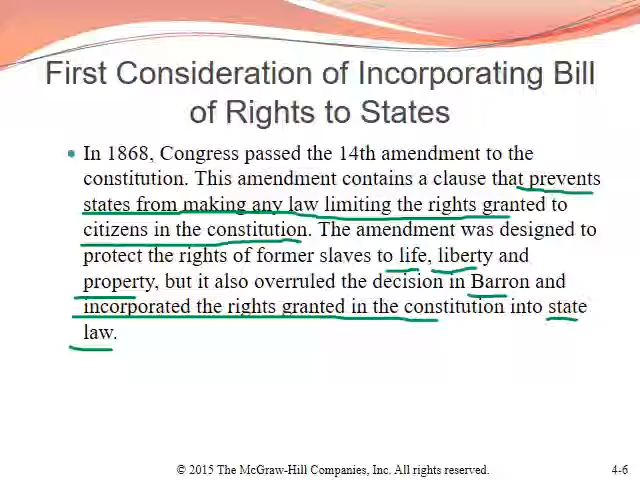 First Consideration of Incorporating Bill
of Rights to States
• In 1868, Congress passed the 14th amendment to the
constitution. This amendment contains a clause that prevents
states from making any law limiting the rights granted to
citizens in the constitution. The amendment was designed to
protect the rights of former slaves to life, liberty and
property, but it also overruled the decision in Barron and
incorporated the rights granted in the constitution into state
law.
© 2015 The McGraw-Hill Companies, Inc. All rights reserved.
4-6